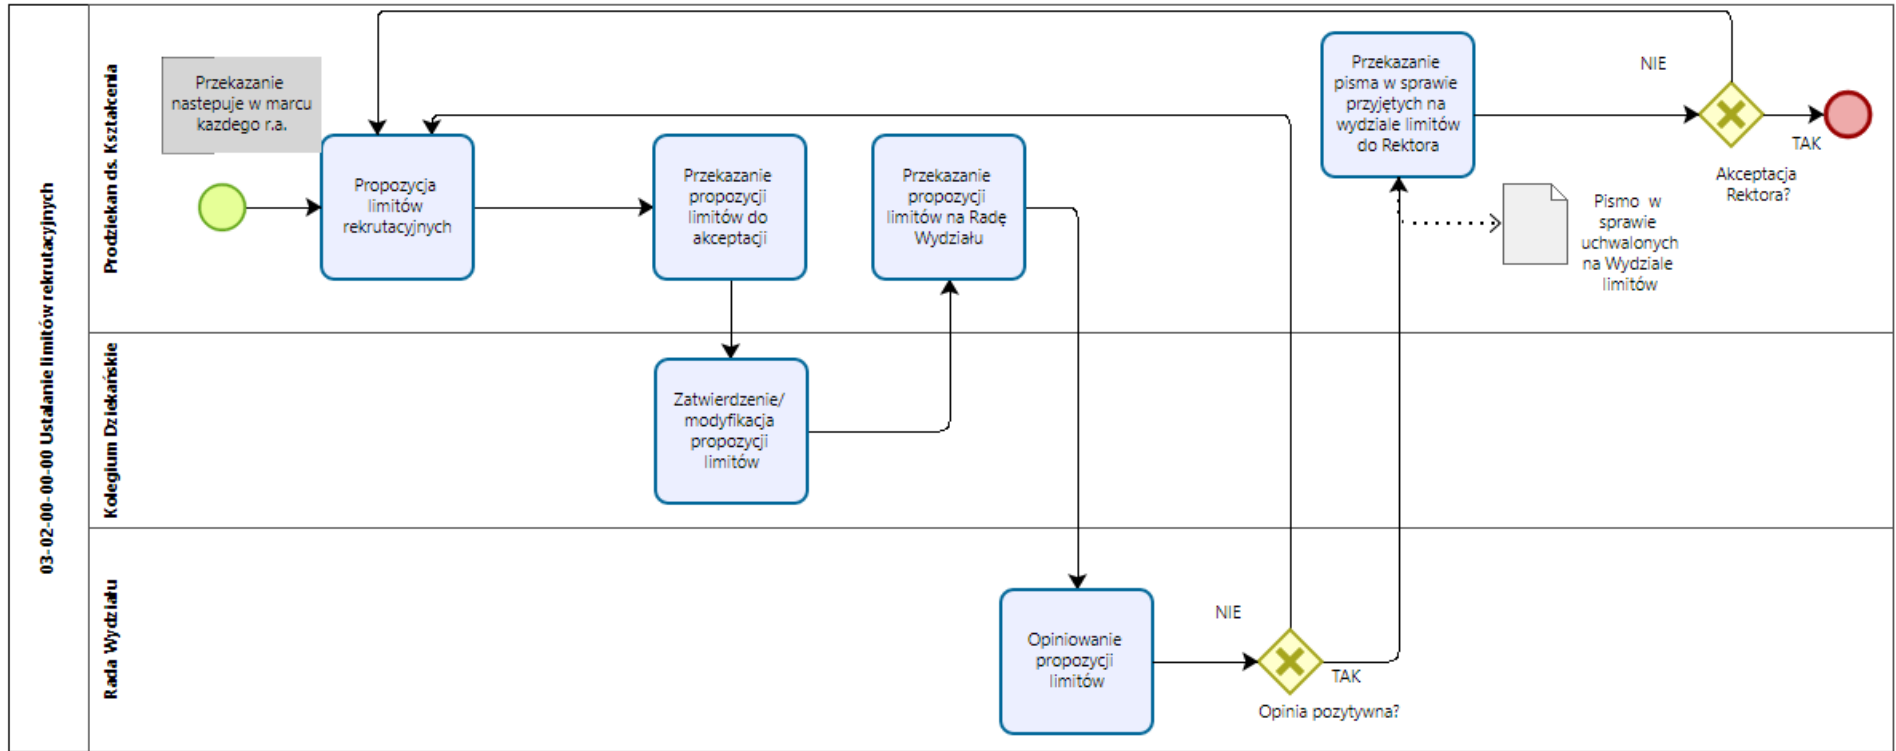 03-02-00-00-00 Ustalanie limitów rekrutacyjnych
Prodziekan ds. Kształcenia
Przekazanie
nastepuje w marcu
kazdego r.a.
Propozycja
limitów
rekrutacyjnych
Przekazanie
propozycji
limitów do
akceptacji
Przekazanie
propozycji
limitów na Radę
Wydziału
Przekazanie
pisma w sprawie
przyjętych na
wydziale limitów
do Rektora
NIE
TAK
Akceptacja
Rektora?
Pismo w
sprawie
uchwalonych
na Wydziale
limitów
Kolegium Dziekańskie
Zatwierdzenie/
modyfikacja
propozycji
limitów
Rada Wydziału
Opiniowanie
propozycji
limitów
NIE
TAK
Opinia pozytywna?